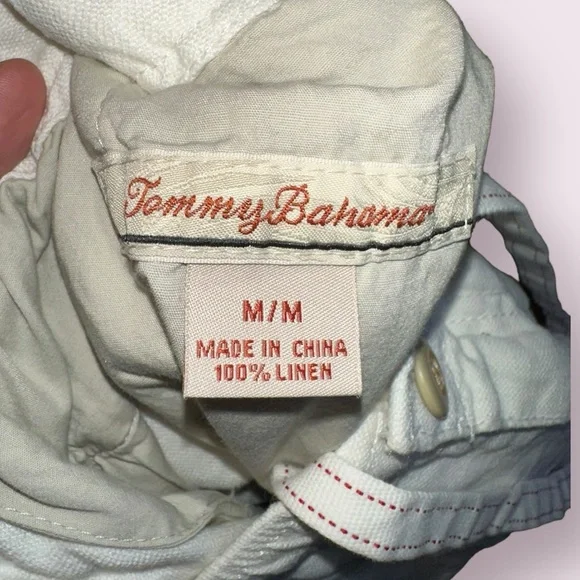 Tommy Bahama
M/M
MADE IN CHINA
100% LINEN